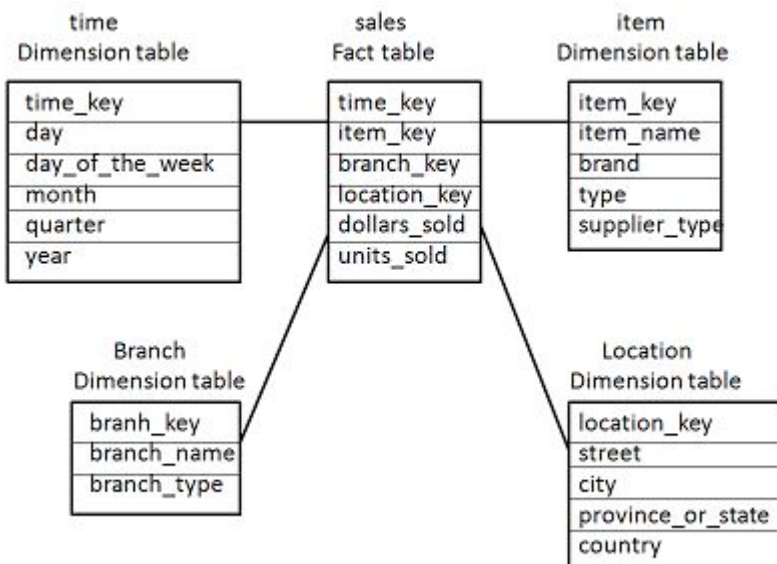 time
Dimension table
time_key
day
day_of_the_week
month
quarter
year
sales
Fact table
time_key
item_key
branch_key
location_key
dollars_sold
units_sold
item
Dimension table
item_key
item_name
brand
type
supplier_type
Branch
Dimension table
branh_key
branch_name
branch_type
Location
Dimension table
location_key
street
city
province_or_state
country